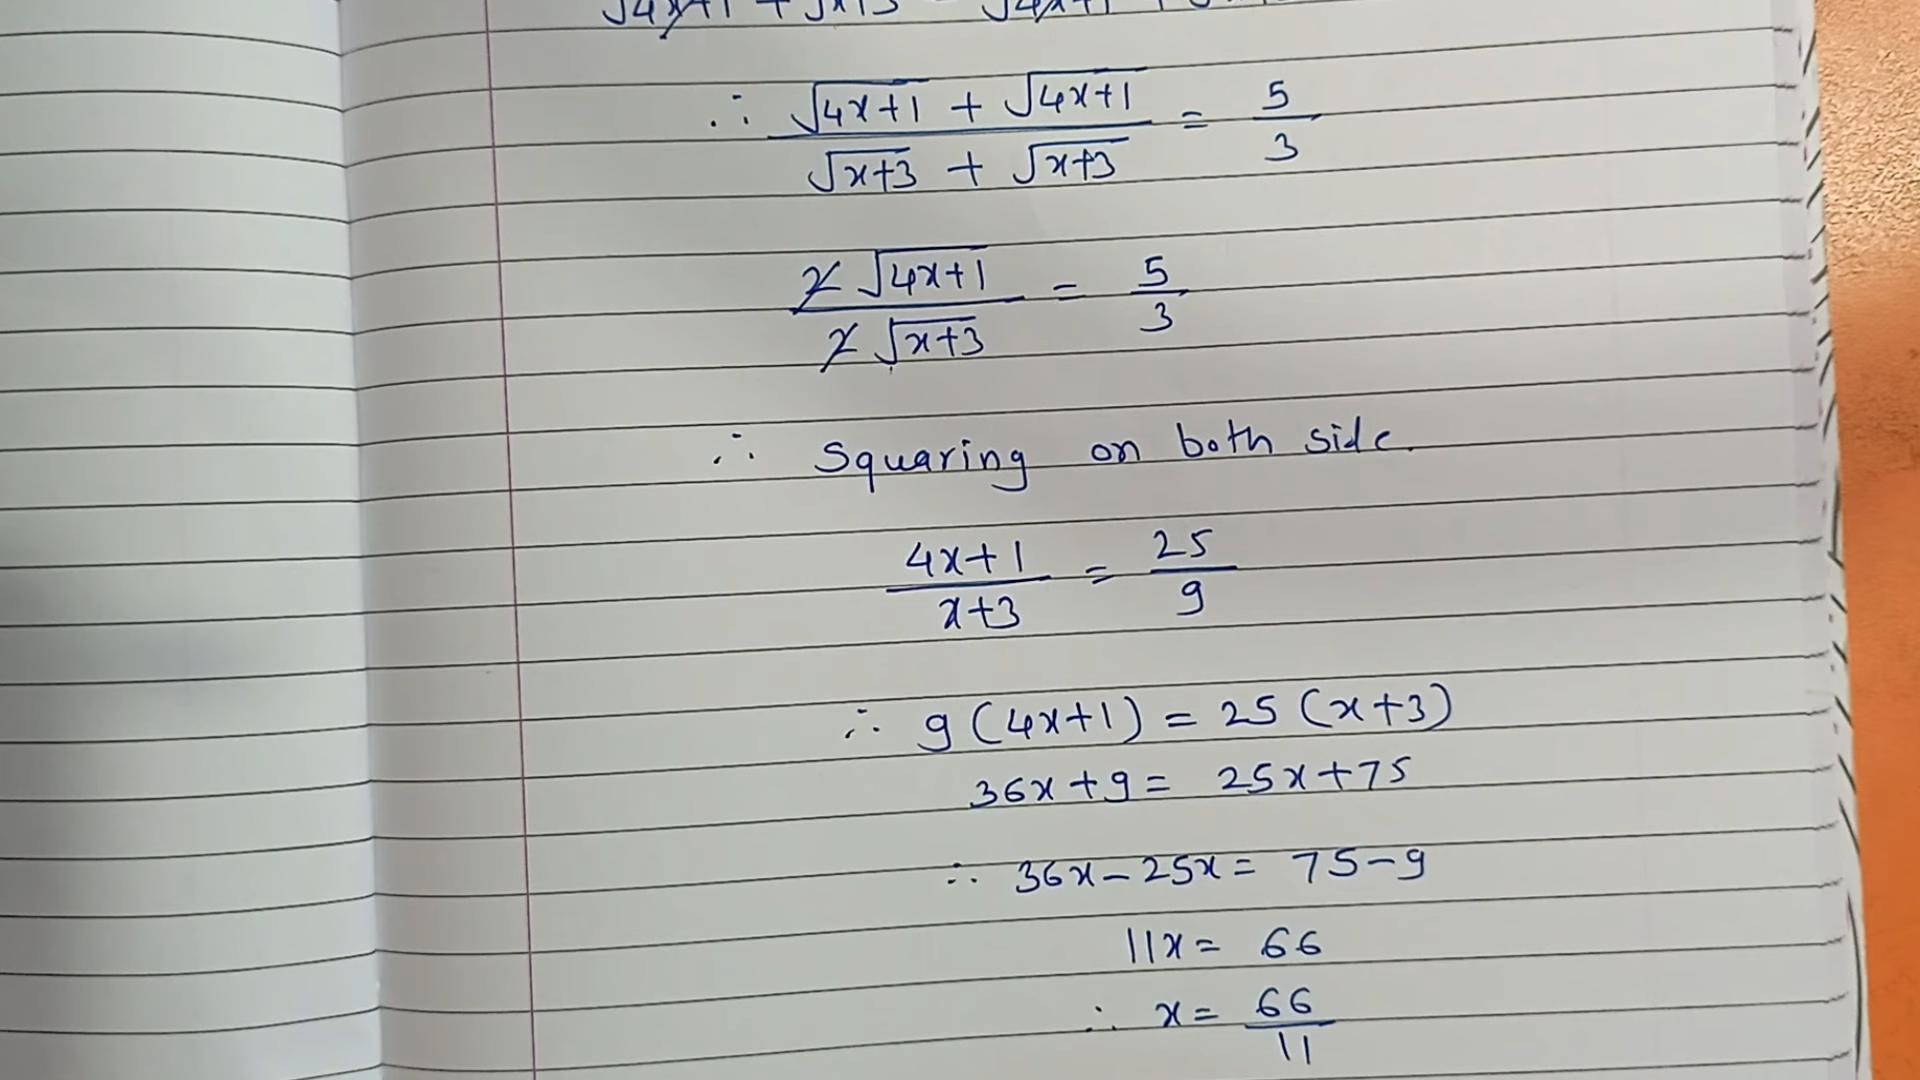 ∴ √4x+1 + √4x+1 / √x+3 + √x+3 = 5/3
2 √4x+1 / 2 √x+3 = 5/3
∴ Squaring on both side.
4x+1 / x+3 = 25/9
∴ 9 (4x+1) = 25 (x+3)
36x+9 = 25x+75
∴ 36x-25x = 75-9
11x = 66
∴ x = 66/11